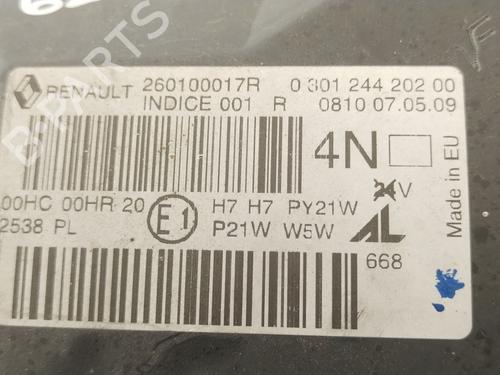 RENAULT 260100017R 0 301 244 202 00
INDICE 001 R 0810 07.05.09
4N
Made in EU
00HC 00HR 20 E1 H7 H7 PY21W 24V
2538 PL P21W W5W AL
668
B-PARTS